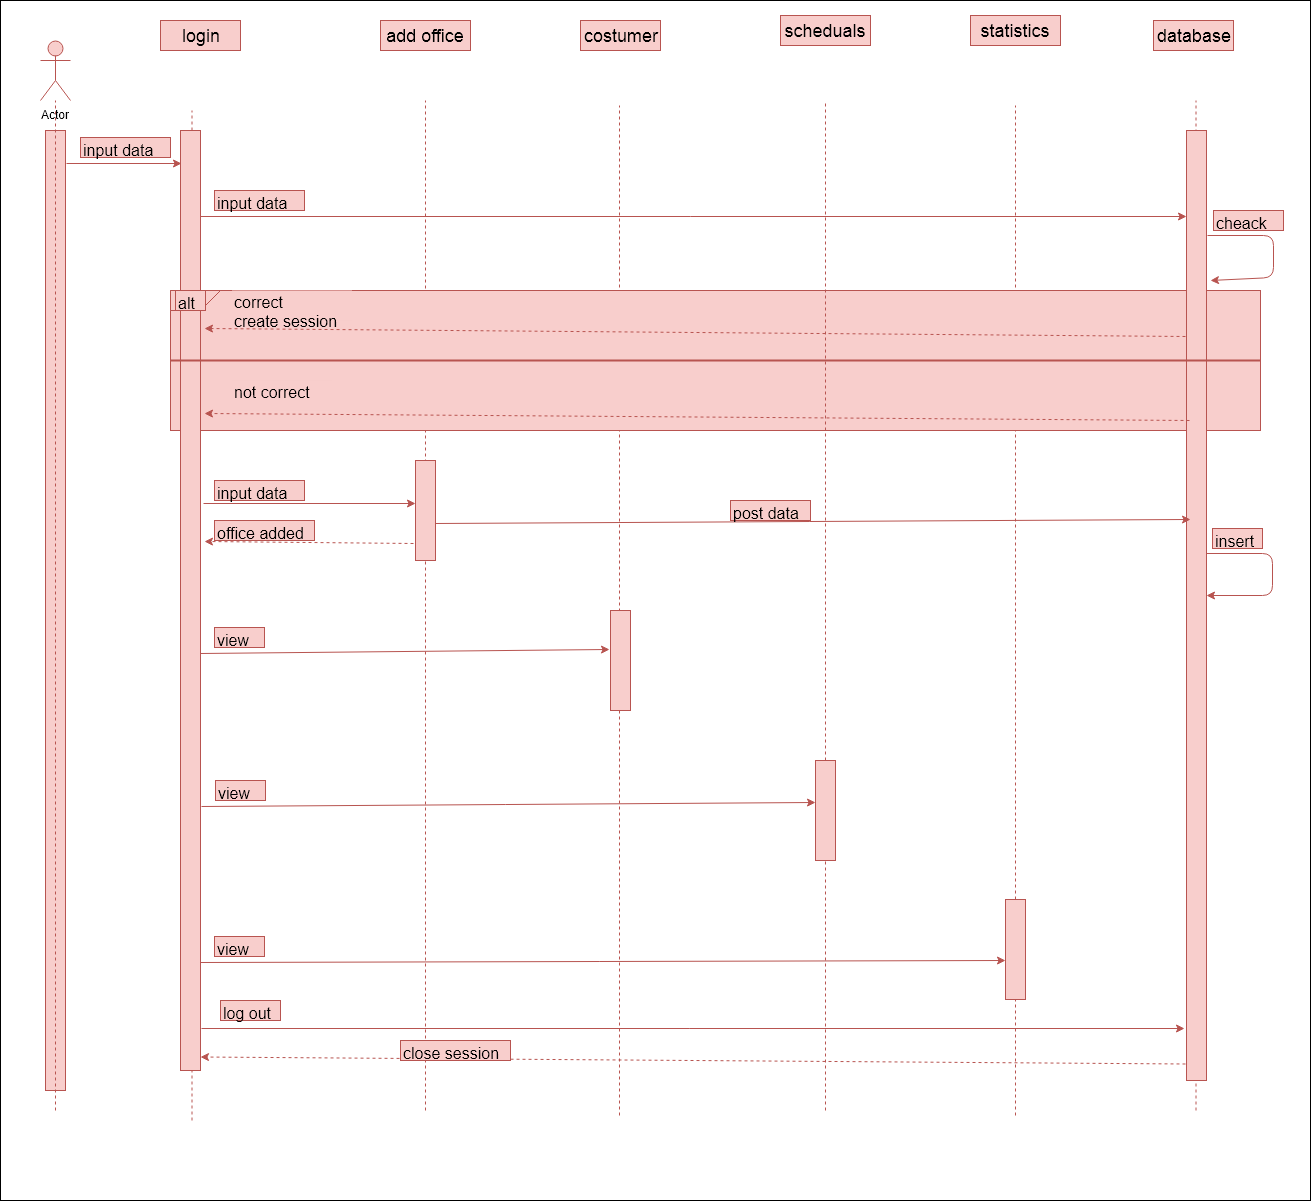 login
add office
costumer
scheduals
statistics
database
Actor
input data
input data
cheack
alt
correct
create session
not correct
input data
post data
office added
insert
view
view
view
log out
close session